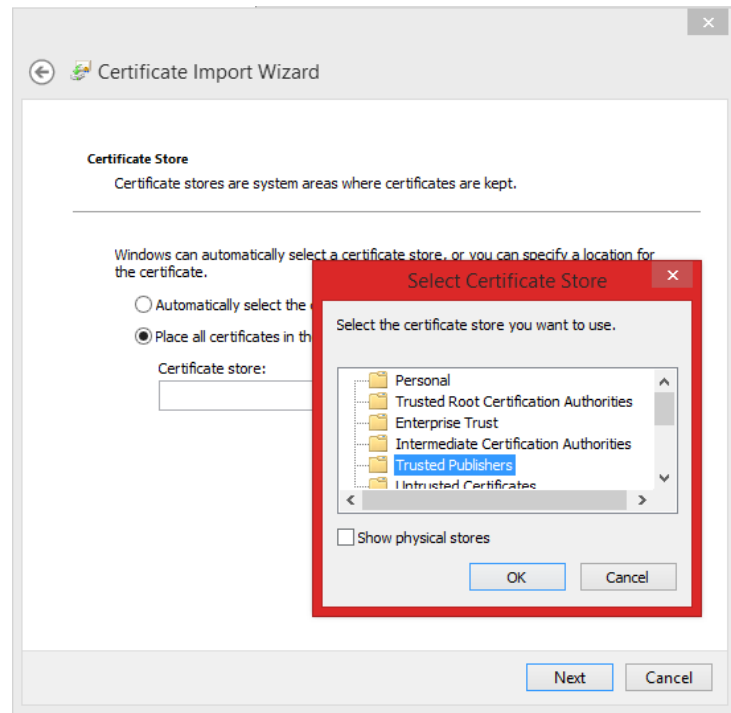 Certificate Import Wizard
Certificate Store
Certificate stores are system areas where certificates are kept.
Windows can automatically select a certificate store, or you can specify a location for
the certificate.
Automatically select the
Place all certificates in th
Certificate store:
Select Certificate Store
Select the certificate store you want to use.
Personal
Trusted Root Certification Authorities
Enterprise Trust
Intermediate Certification Authorities
Trusted Publishers
Untrusted Certificates
Show physical stores
OK Cancel
Next Cancel